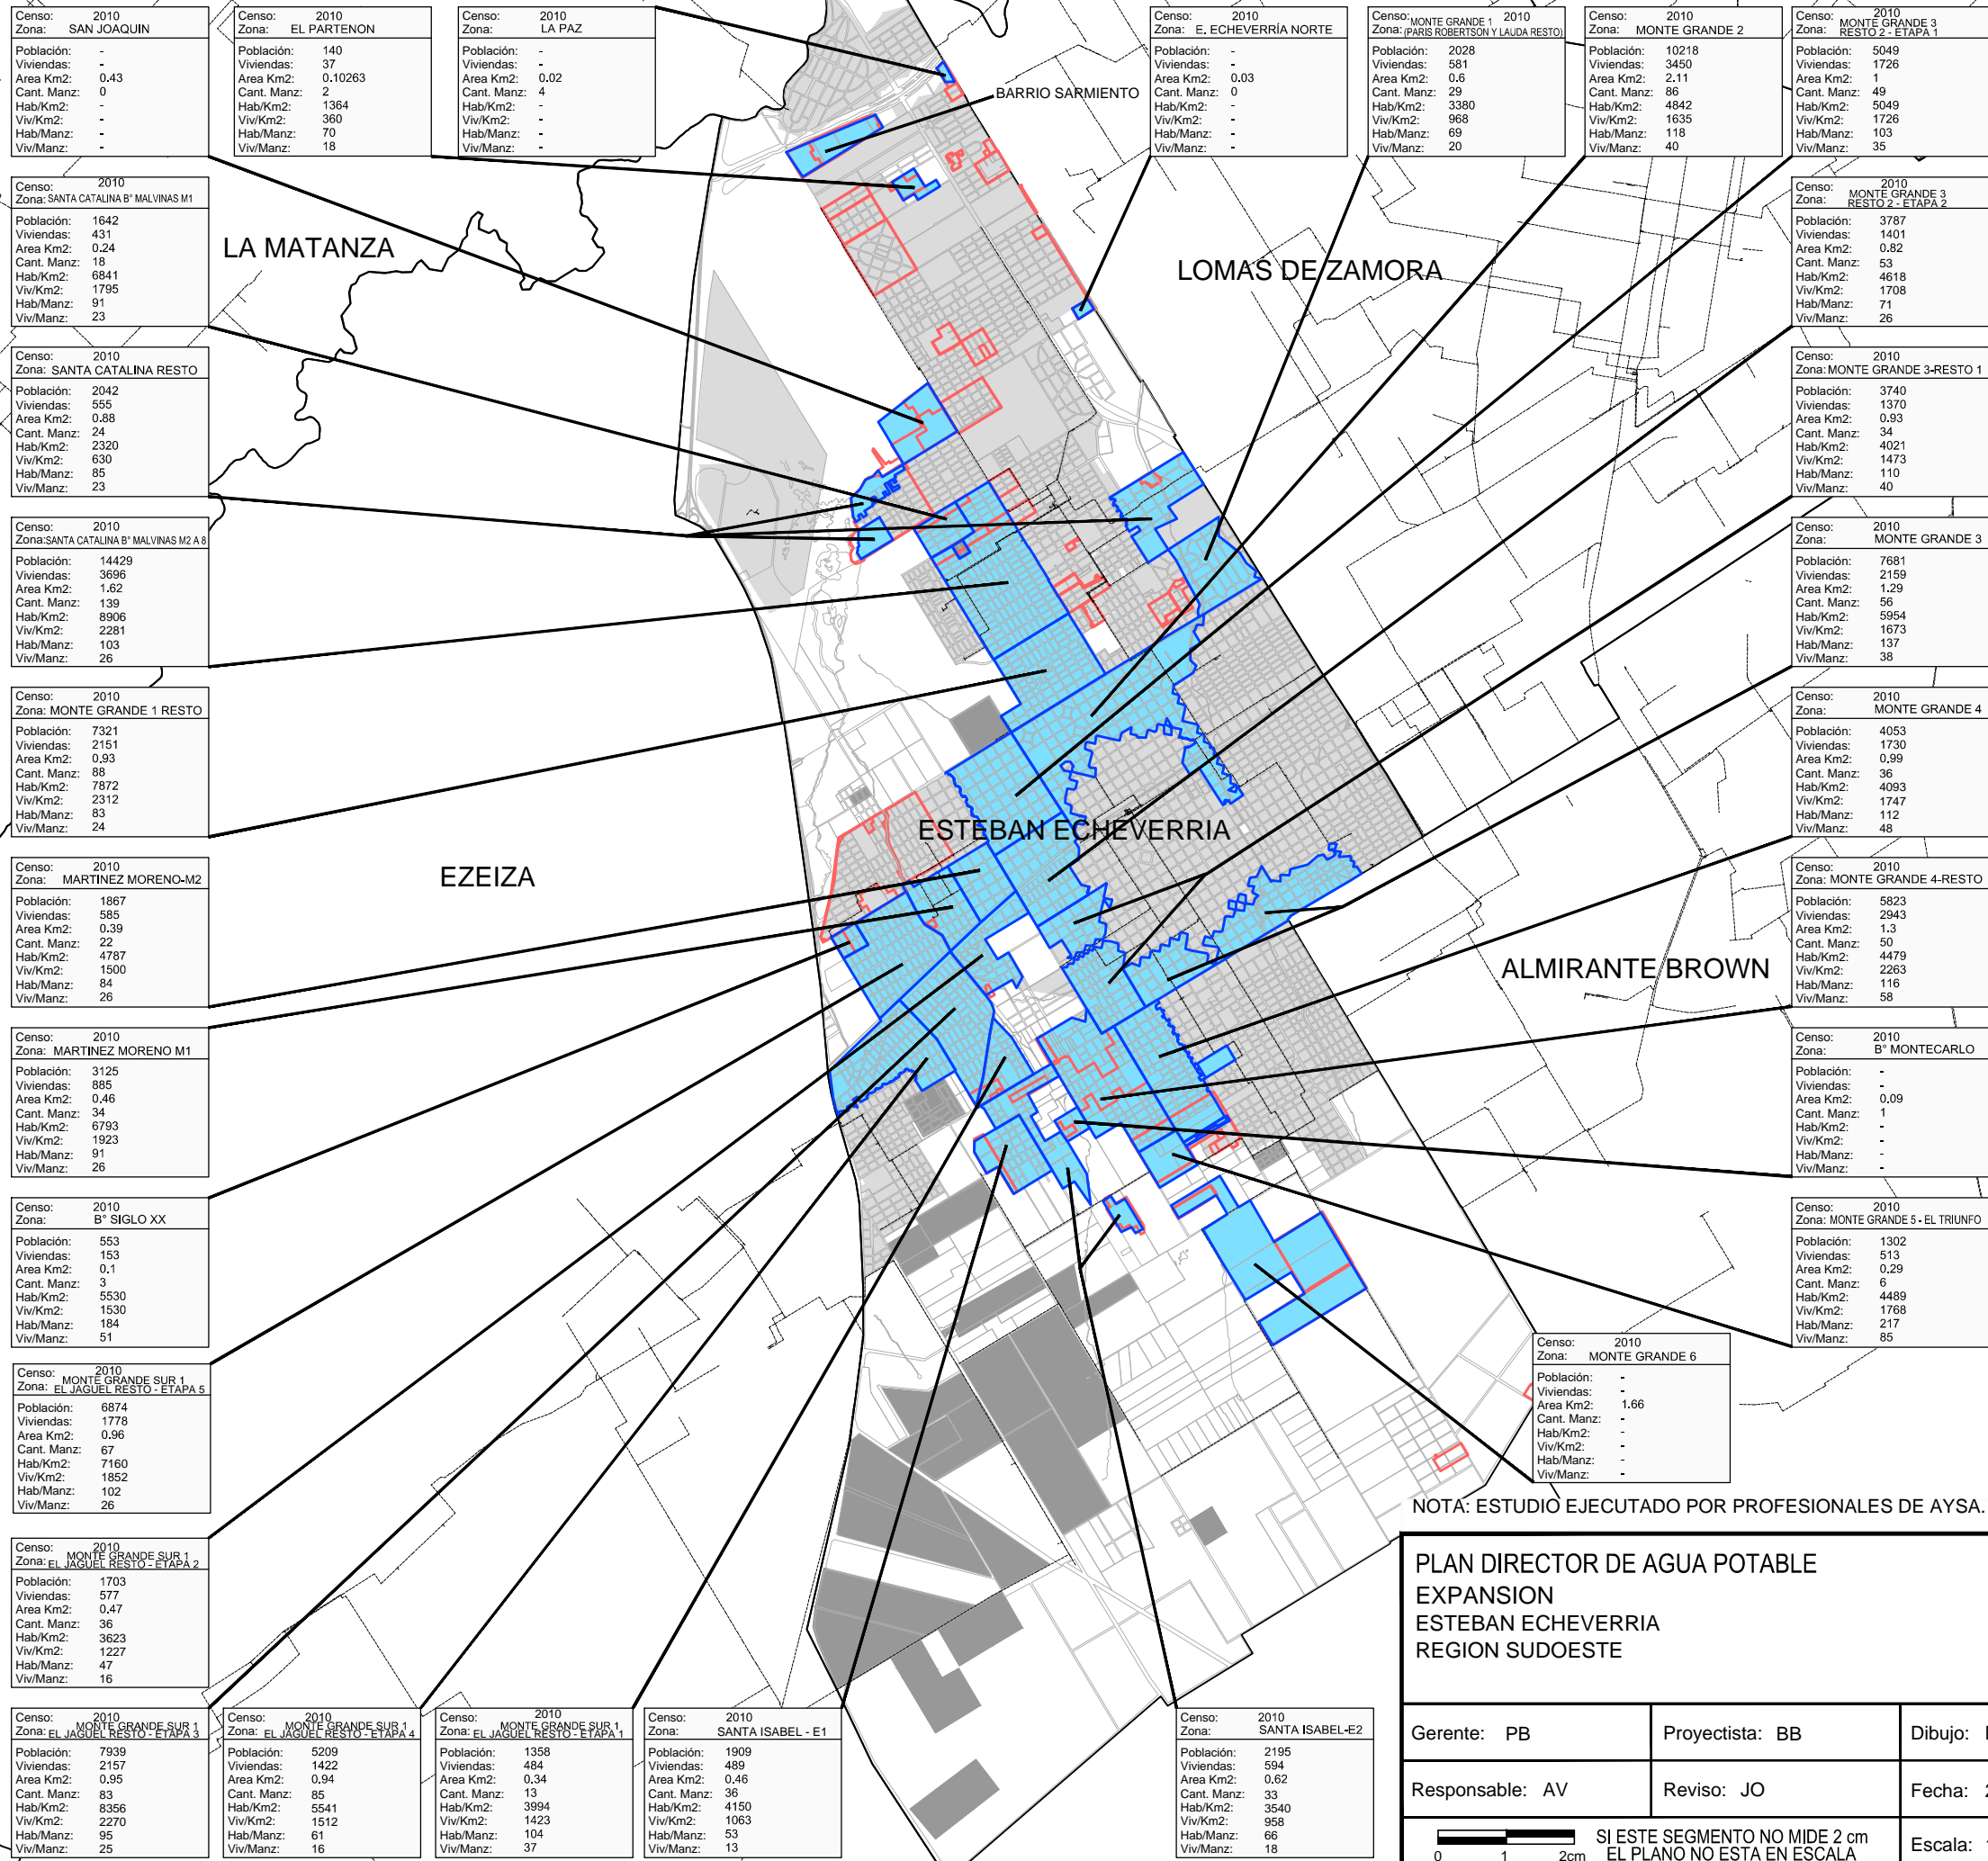 Censo: 2010
Zona: SAN JOAQUIN
Población: -
Viviendas: -
Area Km2: 0.43
Cant. Manz: 0
Hab/Km2: -
Viv/Km2: -
Hab/Manz: -
Viv/Manz: -
Censo: 2010
Zona: EL PARTENON
Población: 140
Viviendas: 37
Area Km2: 0.10263
Cant. Manz: 2
Hab/Km2: 1364
Viv/Km2: 360
Hab/Manz: 70
Viv/Manz: 18
Censo: 2010
Zona: LA PAZ
Población: -
Viviendas: -
Area Km2: 0.02
Cant. Manz: 4
Hab/Km2: -
Viv/Km2: -
Hab/Manz: -
Viv/Manz: -
Censo: 2010
Zona: E. ECHEVERRÍA NORTE
Población: -
Viviendas: -
Area Km2: 0.03
Cant. Manz: 0
Hab/Km2: -
Viv/Km2: -
Hab/Manz: -
Viv/Manz: -
Censo: MONTE GRANDE 1 2010
Zona: (PARIS ROBERTSON Y LAUDA RESTO)
Población: 2028
Viviendas: 581
Area Km2: 0.6
Cant. Manz: 29
Hab/Km2: 3380
Viv/Km2: 968
Hab/Manz: 69
Viv/Manz: 20
Censo: 2010
Zona: MONTE GRANDE 2
Población: 10218
Viviendas: 3450
Area Km2: 2.11
Cant. Manz: 86
Hab/Km2: 4842
Viv/Km2: 1635
Hab/Manz: 118
Viv/Manz: 40
Censo: 2010
MONTE GRANDE 3
Zona: RESTO 2 - ETAPA 1
Población: 5049
Viviendas: 1726
Area Km2: 1
Cant. Manz: 49
Hab/Km2: 5049
Viv/Km2: 1726
Hab/Manz: 103
Viv/Manz: 35
BARRIO SARMIENTO
Censo: 2010
Zona: SANTA CATALINA B° MALVINAS M1
Población: 1642
Viviendas: 431
Area Km2: 0.24
Cant. Manz: 18
Hab/Km2: 6841
Viv/Km2: 1795
Hab/Manz: 91
Viv/Manz: 23
LA MATANZA
LOMAS DE ZAMORA
Censo: 2010
MONTE GRANDE 3
Zona: RESTO 2 - ETAPA 2
Población: 3787
Viviendas: 1401
Area Km2: 0.82
Cant. Manz: 53
Hab/Km2: 4618
Viv/Km2: 1708
Hab/Manz: 71
Viv/Manz: 26
Censo: 2010
Zona: SANTA CATALINA RESTO
Población: 2042
Viviendas: 555
Area Km2: 0.88
Cant. Manz: 24
Hab/Km2: 2320
Viv/Km2: 630
Hab/Manz: 85
Viv/Manz: 23
Censo: 2010
Zona: MONTE GRANDE 3-RESTO 1
Población: 3740
Viviendas: 1370
Area Km2: 0.93
Cant. Manz: 34
Hab/Km2: 4021
Viv/Km2: 1473
Hab/Manz: 110
Viv/Manz: 40
Censo: 2010
Zona: SANTA CATALINA B° MALVINAS M2 A 8
Población: 14429
Viviendas: 3696
Area Km2: 1.62
Cant. Manz: 139
Hab/Km2: 8906
Viv/Km2: 2281
Hab/Manz: 103
Viv/Manz: 26
Censo: 2010
Zona: MONTE GRANDE 3
Población: 7681
Viviendas: 2159
Area Km2: 1.29
Cant. Manz: 56
Hab/Km2: 5954
Viv/Km2: 1673
Hab/Manz: 137
Viv/Manz: 38
Censo: 2010
Zona: MONTE GRANDE 1 RESTO
Población: 7321
Viviendas: 2151
Area Km2: 0.93
Cant. Manz: 88
Hab/Km2: 7872
Viv/Km2: 2312
Hab/Manz: 83
Viv/Manz: 24
Censo: 2010
Zona: MONTE GRANDE 4
Población: 4053
Viviendas: 1730
Area Km2: 0.99
Cant. Manz: 36
Hab/Km2: 4093
Viv/Km2: 1747
Hab/Manz: 112
Viv/Manz: 48
ESTEBAN ECHEVERRIA
EZEIZA
ALMIRANTE BROWN
Censo: 2010
Zona: MARTINEZ MORENO-M2
Población: 1867
Viviendas: 585
Area Km2: 0.39
Cant. Manz: 22
Hab/Km2: 4787
Viv/Km2: 1500
Hab/Manz: 84
Viv/Manz: 26
Censo: 2010
Zona: MONTE GRANDE 4-RESTO
Población: 5823
Viviendas: 2943
Area Km2: 1.3
Cant. Manz: 50
Hab/Km2: 4479
Viv/Km2: 2263
Hab/Manz: 116
Viv/Manz: 58
Censo: 2010
Zona: MARTINEZ MORENO M1
Población: 3125
Viviendas: 885
Area Km2: 0.46
Cant. Manz: 34
Hab/Km2: 6793
Viv/Km2: 1923
Hab/Manz: 91
Viv/Manz: 26
Censo: 2010
Zona: B° MONTECARLO
Población: -
Viviendas: -
Area Km2: 0.09
Cant. Manz: 1
Hab/Km2: -
Viv/Km2: -
Hab/Manz: -
Viv/Manz: -
Censo: 2010
Zona: B° SIGLO XX
Población: 553
Viviendas: 153
Area Km2: 0.1
Cant. Manz: 3
Hab/Km2: 5530
Viv/Km2: 1530
Hab/Manz: 184
Viv/Manz: 51
Censo: 2010
Zona: MONTE GRANDE 5 - EL TRIUNFO
Población: 1302
Viviendas: 513
Area Km2: 0.29
Cant. Manz: 6
Hab/Km2: 4489
Viv/Km2: 1768
Hab/Manz: 217
Viv/Manz: 85
Censo: 2010
MONTE GRANDE SUR 1
Zona: EL JAGUEL RESTO - ETAPA 5
Población: 6874
Viviendas: 1778
Area Km2: 0.96
Cant. Manz: 67
Hab/Km2: 7160
Viv/Km2: 1852
Hab/Manz: 102
Viv/Manz: 26
Censo: 2010
Zona: MONTE GRANDE 6
Población: -
Viviendas: -
Area Km2: 1.66
Cant. Manz: -
Hab/Km2: -
Viv/Km2: -
Hab/Manz: -
Viv/Manz: -
Censo: 2010
MONTE GRANDE SUR 1
Zona: EL JAGUEL RESTO - ETAPA 2
Población: 1703
Viviendas: 577
Area Km2: 0.47
Cant. Manz: 36
Hab/Km2: 3623
Viv/Km2: 1227
Hab/Manz: 47
Viv/Manz: 16
Censo: 2010
MONTE GRANDE SUR 1
Zona: EL JAGUEL RESTO - ETAPA 3
Población: 7939
Viviendas: 2157
Area Km2: 0.95
Cant. Manz: 83
Hab/Km2: 8356
Viv/Km2: 2270
Hab/Manz: 95
Viv/Manz: 25
Censo: 2010
MONTE GRANDE SUR 1
Zona: EL JAGUEL RESTO - ETAPA 4
Población: 5209
Viviendas: 1422
Area Km2: 0.94
Cant. Manz: 85
Hab/Km2: 5541
Viv/Km2: 1512
Hab/Manz: 61
Viv/Manz: 16
Censo: 2010
MONTE GRANDE SUR 1
Zona: EL JAGUEL RESTO - ETAPA 1
Población: 1358
Viviendas: 484
Area Km2: 0.34
Cant. Manz: 13
Hab/Km2: 3994
Viv/Km2: 1423
Hab/Manz: 104
Viv/Manz: 37
Censo: 2010
Zona: SANTA ISABEL - E1
Población: 1909
Viviendas: 489
Area Km2: 0.46
Cant. Manz: 36
Hab/Km2: 4150
Viv/Km2: 1063
Hab/Manz: 53
Viv/Manz: 13
Censo: 2010
Zona: SANTA ISABEL-E2
Población: 2195
Viviendas: 594
Area Km2: 0.62
Cant. Manz: 33
Hab/Km2: 3540
Viv/Km2: 958
Hab/Manz: 66
Viv/Manz: 18
NOTA: ESTUDIO EJECUTADO POR PROFESIONALES DE AYSA.
PLAN DIRECTOR DE AGUA POTABLE
EXPANSION
ESTEBAN ECHEVERRIA
REGION SUDOESTE
Gerente: PB
Proyectista: BB
Dibujo:
Responsable: AV
Reviso: JO
Fecha:
0 1 2cm
SI ESTE SEGMENTO NO MIDE 2 cm
EL PLANO NO ESTA EN ESCALA
Escala: